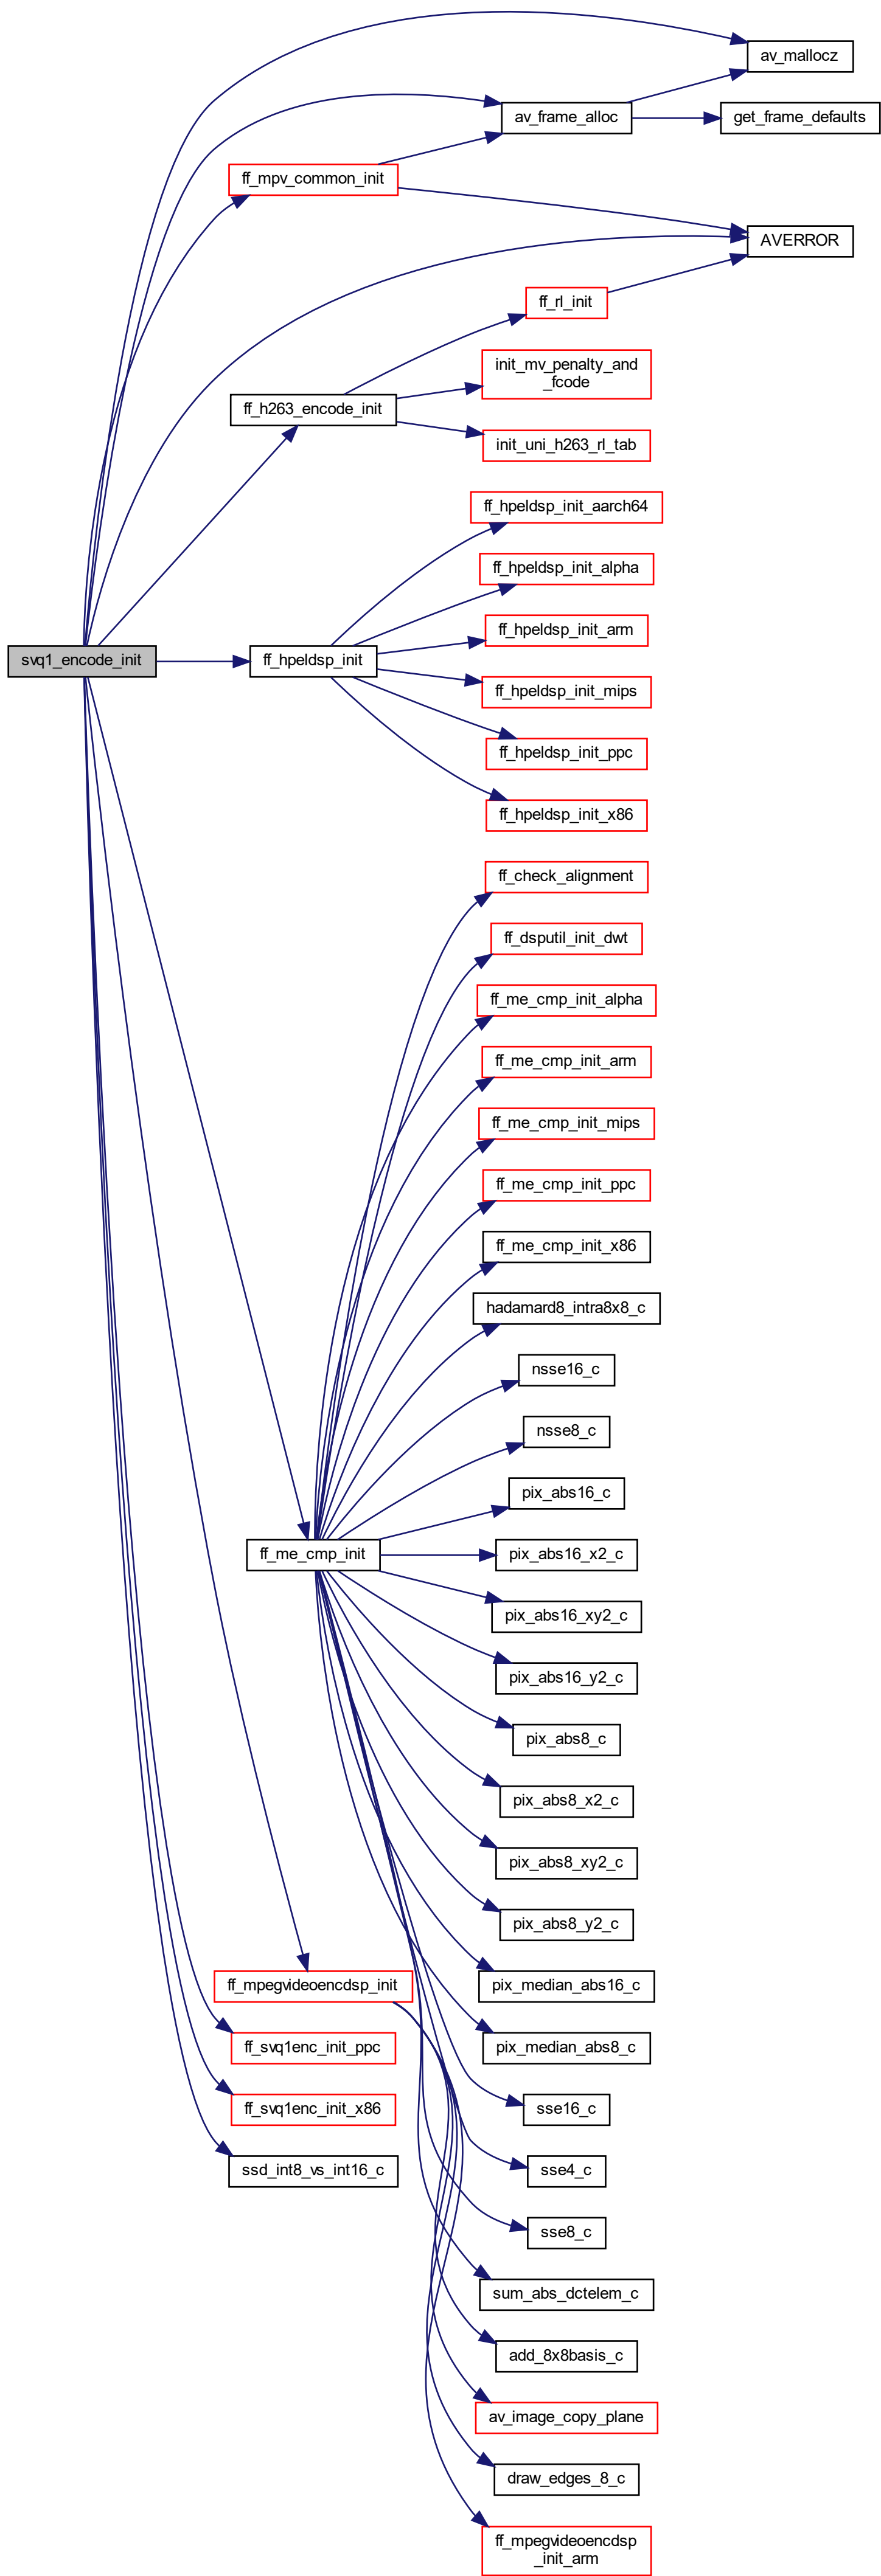 av_mallocz
av_frame_alloc
get_frame_defaults
ff_mpv_common_init
AVERROR
ff_rl_init
init_mv_penalty_and
_fcode
ff_h263_encode_init
init_uni_h263_rl_tab
ff_hpeldsp_init_aarch64
ff_hpeldsp_init_alpha
ff_hpeldsp_init_arm
svq1_encode_init
ff_hpeldsp_init
ff_hpeldsp_init_mips
ff_hpeldsp_init_ppc
ff_hpeldsp_init_x86
ff_check_alignment
ff_dsputil_init_dwt
ff_me_cmp_init_alpha
ff_me_cmp_init_arm
ff_me_cmp_init_mips
ff_me_cmp_init_ppc
ff_me_cmp_init_x86
hadamard8_intra8x8_c
nsse16_c
nsse8_c
pix_abs16_c
ff_me_cmp_init
pix_abs16_x2_c
pix_abs16_xy2_c
pix_abs16_y2_c
pix_abs8_c
pix_abs8_x2_c
pix_abs8_xy2_c
pix_abs8_y2_c
ff_mpegvideoencdsp_init
pix_median_abs16_c
ff_svq1enc_init_ppc
pix_median_abs8_c
ff_svq1enc_init_x86
sse16_c
ssd_int8_vs_int16_c
sse4_c
sse8_c
sum_abs_dctelem_c
add_8x8basis_c
av_image_copy_plane
draw_edges_8_c
ff_mpegvideoencdsp
_init_arm